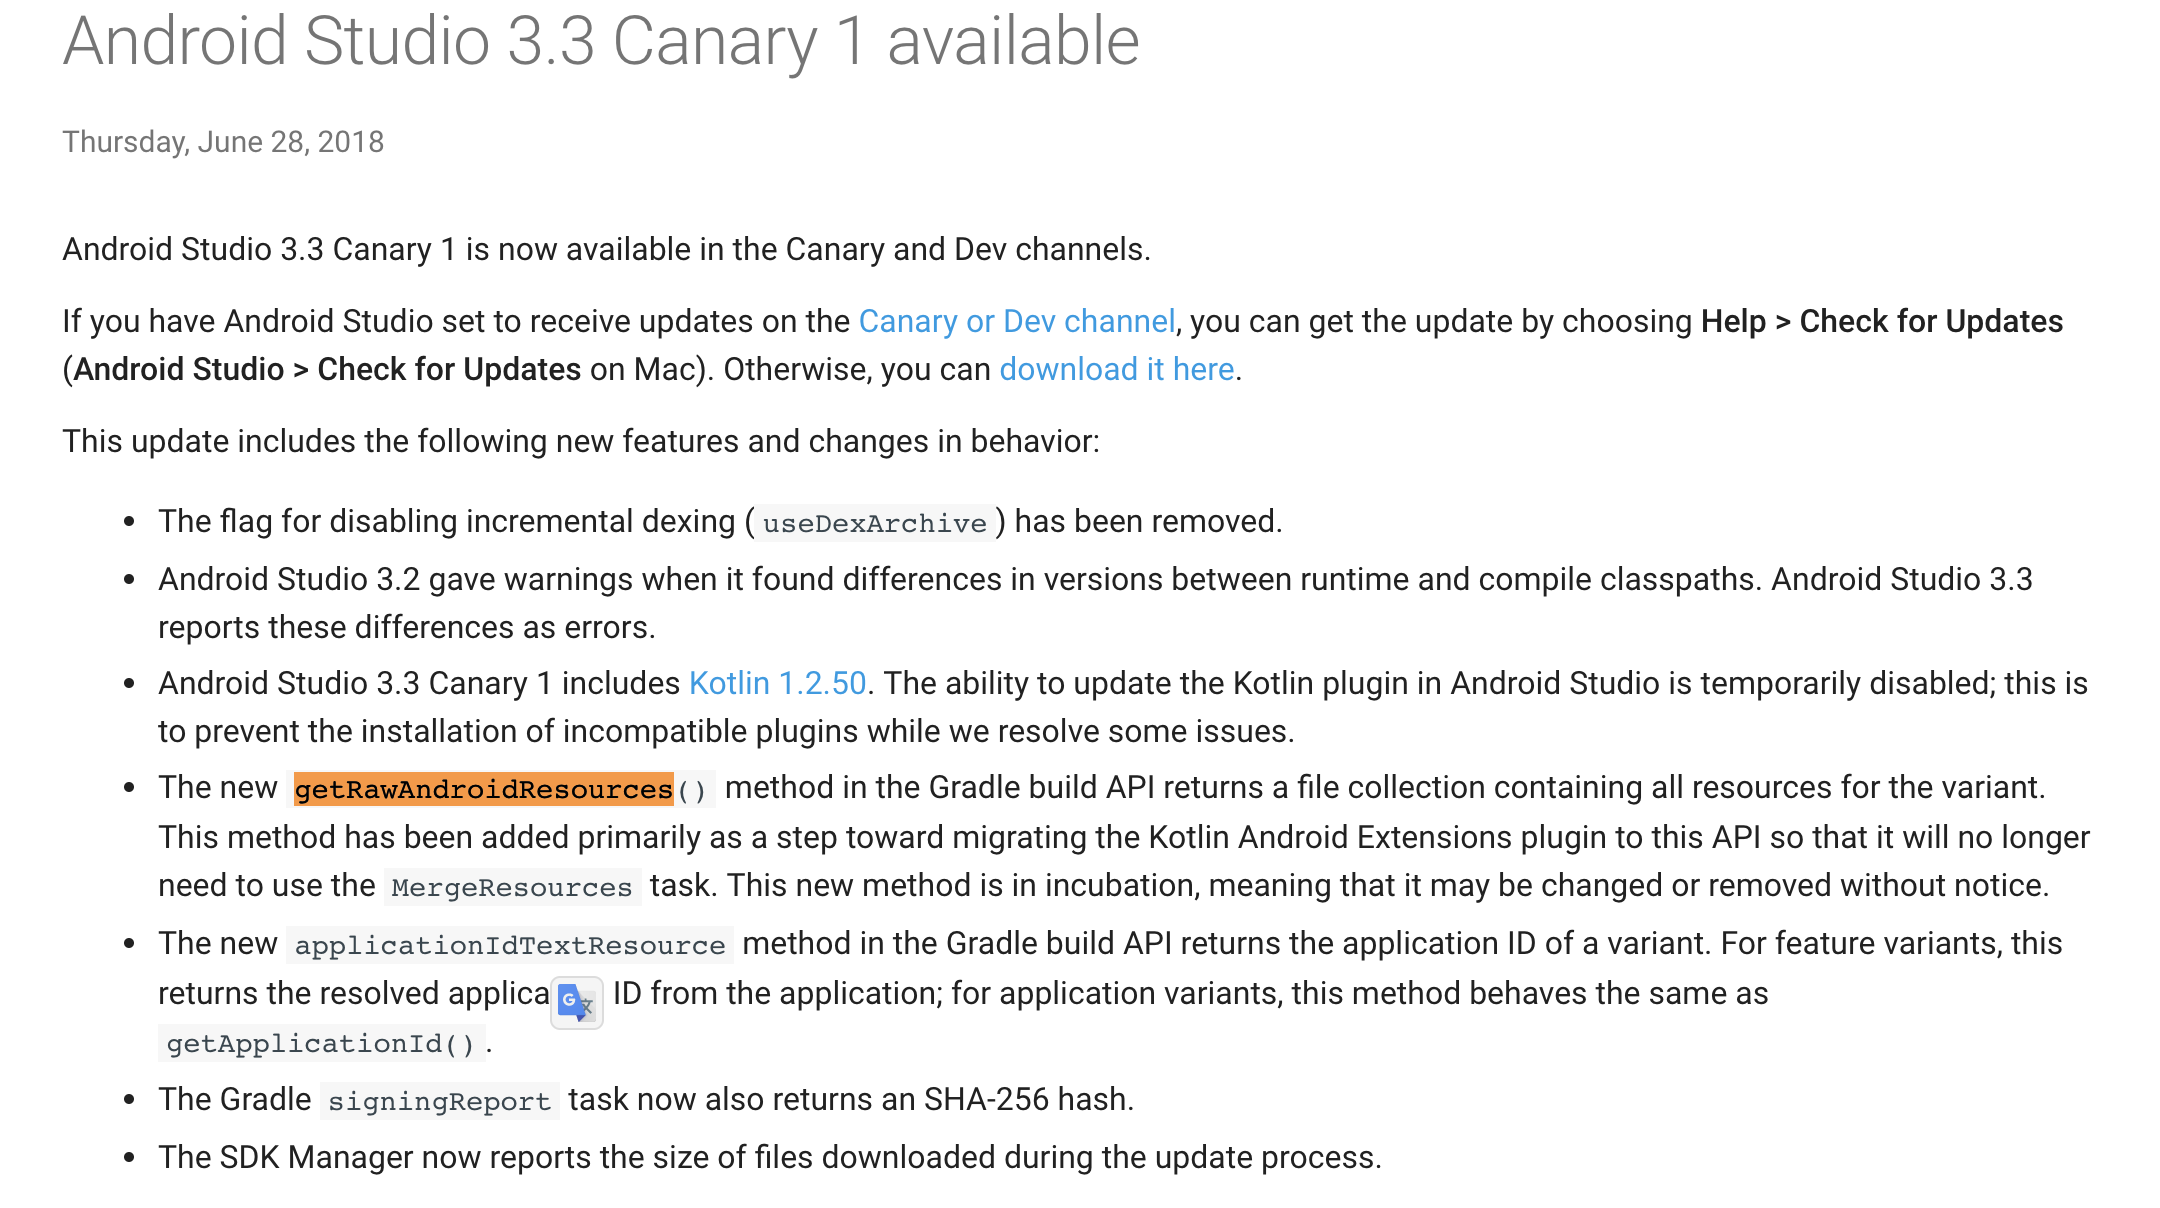 Android Studio 3.3 Canary 1 available
Thursday, June 28, 2018
Android Studio 3.3 Canary 1 is now available in the Canary and Dev channels.
If you have Android Studio set to receive updates on the Canary or Dev channel, you can get the update by choosing Help > Check for Updates
(Android Studio > Check for Updates on Mac). Otherwise, you can download it here.
This update includes the following new features and changes in behavior:
• The flag for disabling incremental dexing (useDexArchive) has been removed.
• Android Studio 3.2 gave warnings when it found differences in versions between runtime and compile classpaths. Android Studio 3.3
reports these differences as errors.
• Android Studio 3.3 Canary 1 includes Kotlin 1.2.50. The ability to update the Kotlin plugin in Android Studio is temporarily disabled; this is
to prevent the installation of incompatible plugins while we resolve some issues.
• The new getRawAndroidResources() method in the Gradle build API returns a file collection containing all resources for the variant.
This method has been added primarily as a step toward migrating the Kotlin Android Extensions plugin to this API so that it will no longer
need to use the MergeResources task. This new method is in incubation, meaning that it may be changed or removed without notice.
• The new applicationIdTextResource method in the Gradle build API returns the application ID of a variant. For feature variants, this
returns the resolved applica ID from the application; for application variants, this method behaves the same as
getApplicationId().
• The Gradle signingReport task now also returns an SHA-256 hash.
• The SDK Manager now reports the size of files downloaded during the update process.